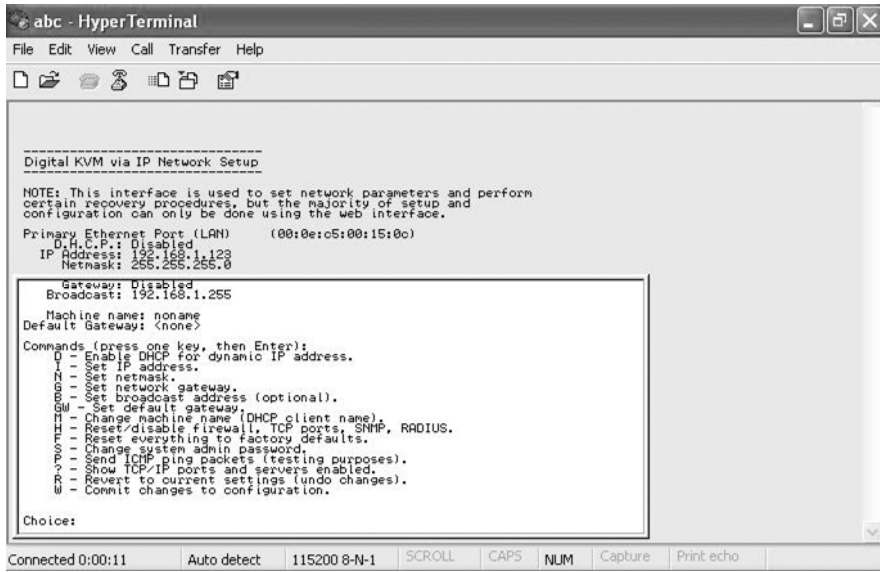 abc - HyperTerminal
File Edit View Call Transfer Help
Digital KVM via IP Network Setup
NOTE: This interface is used to set network parameters and perform
certain recovery procedures, but the majority of setup and
configuration can only be done using the web interface.
Primary Ethernet Port (LAN) (00:0e:c5:00:15:0c)
D.H.C.P.: Disabled
IP Address: 192.168.1.123
Netmask: 255.255.255.0
Gateway: Disabled
Broadcast: 192.168.1.255
Machine name: noname
Default Gateway: <none>
Commands (press one key, then Enter):
D - Enable DHCP for dynamic IP address.
I - Set IP address.
N - Set netmask.
G - Set network gateway.
B - Set broadcast address (optional).
GW - Set default gateway.
M - Change machine name (DHCP client name).
H - Reset/disable firewall, TCP ports, SNMP, RADIUS.
F - Reset everything to factory defaults.
S - Change system admin password.
P - Send ICMP ping packets (testing purposes).
? - Show TCP/IP ports and servers enabled.
R - Revert to current settings (undo changes).
W - Commit changes to configuration.
Choice:
Connected 0:00:11 Auto detect 115200 8-N-1 SCROLL CAPS NUM Capture Print echo